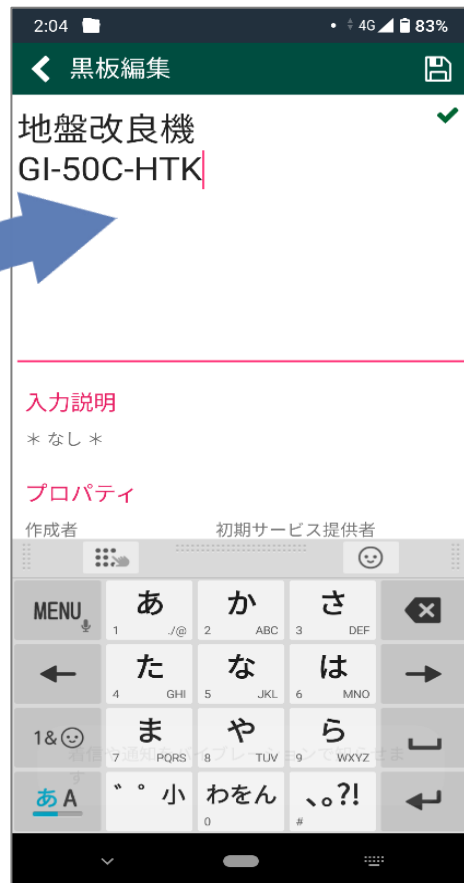 2:04 4G 83%
黒板編集
地盤改良機
GI-50C-HTK
入力説明
＊ なし ＊
プロパティ
作成者 初期サービス提供者
MENU あ か さ
1 ./@ 2 ABC 3 DEF
た な は
4 GHI 5 JKL 6 MNO
1& ま や ら
7 PQRS 8 TUV 9 WXYZ
あA ゛゜小 わをん 、。?!
0 #